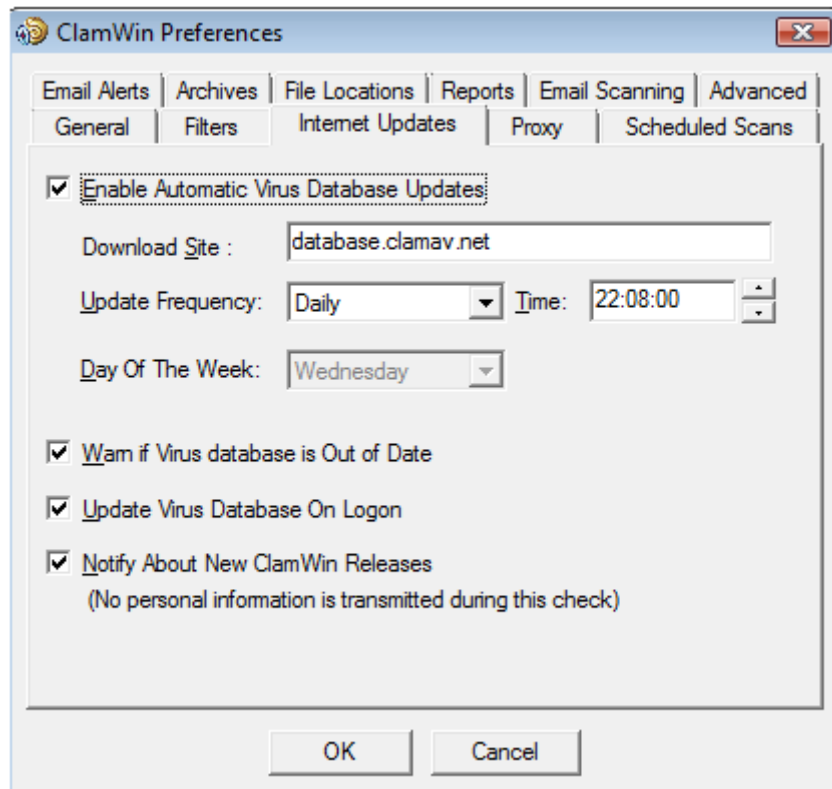 ClamWin Preferences
Email Alerts Archives File Locations Reports Email Scanning Advanced
General Filters Internet Updates Proxy Scheduled Scans
Enable Automatic Virus Database Updates
Download Site : database.clamav.net
Update Frequency: Daily Time: 22:08:00
Day Of The Week: Wednesday
Warn if Virus database is Out of Date
Update Virus Database On Logon
Notify About New ClamWin Releases
(No personal information is transmitted during this check)
OK Cancel